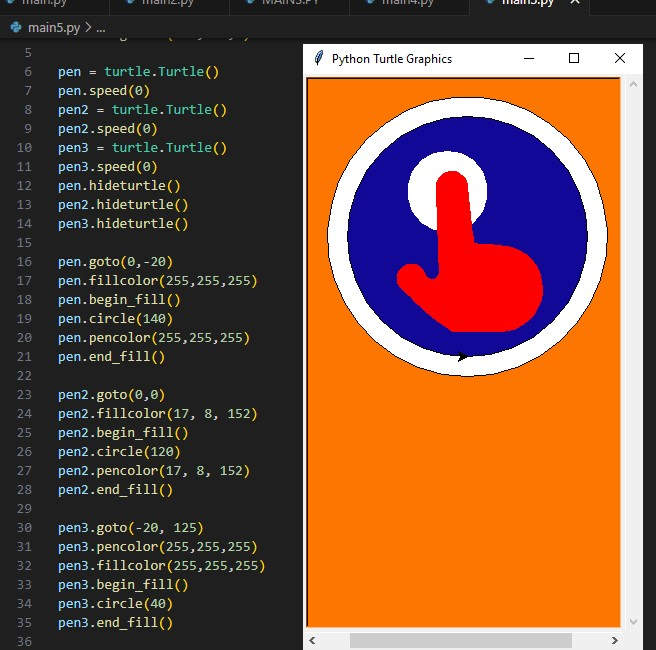 main.py main2.py MAIN3.PY main4.py main5.py
main5.py > ...
5
6 pen = turtle.Turtle()
7 pen.speed(0)
8 pen2 = turtle.Turtle()
9 pen2.speed(0)
10 pen3 = turtle.Turtle()
11 pen3.speed(0)
12 pen.hideturtle()
13 pen2.hideturtle()
14 pen3.hideturtle()
15
16 pen.goto(0,-20)
17 pen.fillcolor(255,255,255)
18 pen.begin_fill()
19 pen.circle(140)
20 pen.pencolor(255,255,255)
21 pen.end_fill()
22
23 pen2.goto(0,0)
24 pen2.fillcolor(17, 8, 152)
25 pen2.begin_fill()
26 pen2.circle(120)
27 pen2.pencolor(17, 8, 152)
28 pen2.end_fill()
29
30 pen3.goto(-20, 125)
31 pen3.pencolor(255,255,255)
32 pen3.fillcolor(255,255,255)
33 pen3.begin_fill()
34 pen3.circle(40)
35 pen3.end_fill()
36
Python Turtle Graphics